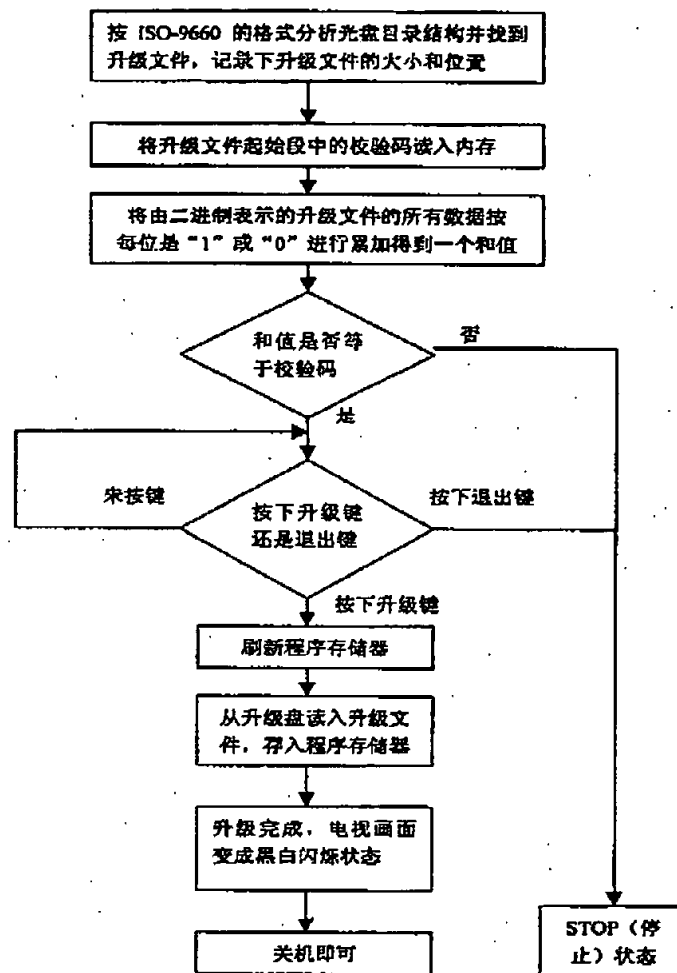 按 ISO-9660 的格式分析光盘目录结构并找到
升级文件，记录下升级文件的大小和位置
将升级文件起始段中的校验码读入内存
将由二进制表示的升级文件的所有数据按
每位是“1”或“0”进行累加得到一个和值
和值是否等
于校验码
否
是
未按键
按下升级键
还是退出键
按下退出键
按下升级键
刷新程序存储器
从升级盘读入升级文
件，存入程序存储器
升级完成，电视画面
变成黑白闪烁状态
关机即可
STOP（停
止）状态